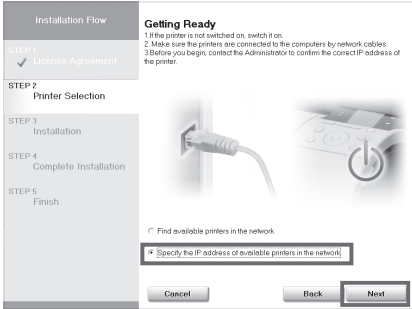 Installation Flow
STEP 1
License Agreement
STEP 2
Printer Selection
STEP 3
Installation
STEP 4
Complete Installation
STEP 5
Finish
Getting Ready
1.If the printer is not switched on, switch it on.
2. Make sure the printers are connected to the computers by network cables.
3.Before you begin, contact the Administrator to confirm the correct IP address of
the printer.
Find available printers in the network
Specify the IP address of available printers in the network
Cancel
Back
Next